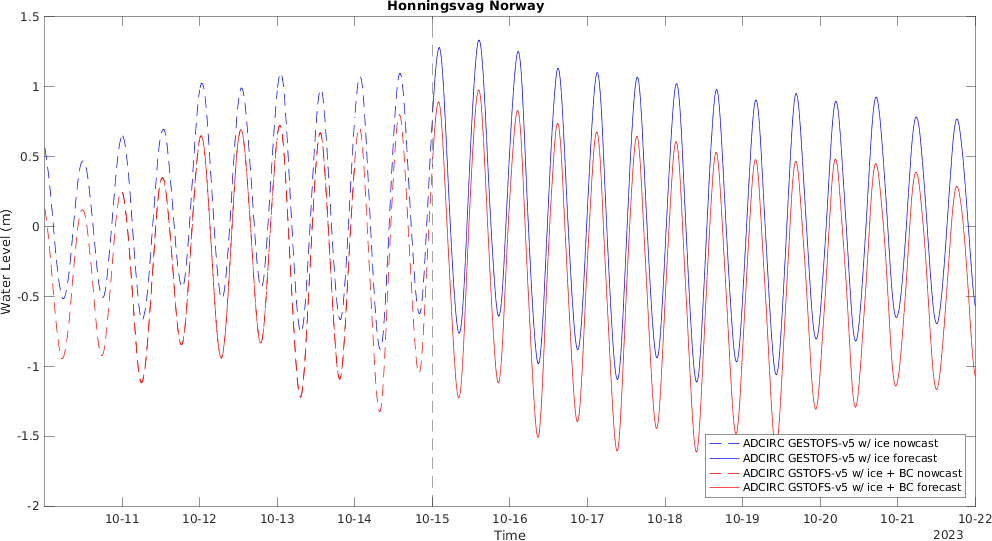 Honningsvag Norway
1.5
1
0.5
0
-0.5
-1
-1.5
-2
Water Level (m)
ADCIRC GESTOFS-v5 w/ ice nowcast
ADCIRC GESTOFS-v5 w/ ice forecast
ADCIRC GSTOFS-v5 w/ ice + BC nowcast
ADCIRC GSTOFS-v5 w/ ice + BC forecast
10-11 10-12 10-13 10-14 10-15 10-16 10-17 10-18 10-19 10-20 10-21 10-22
Time
2023